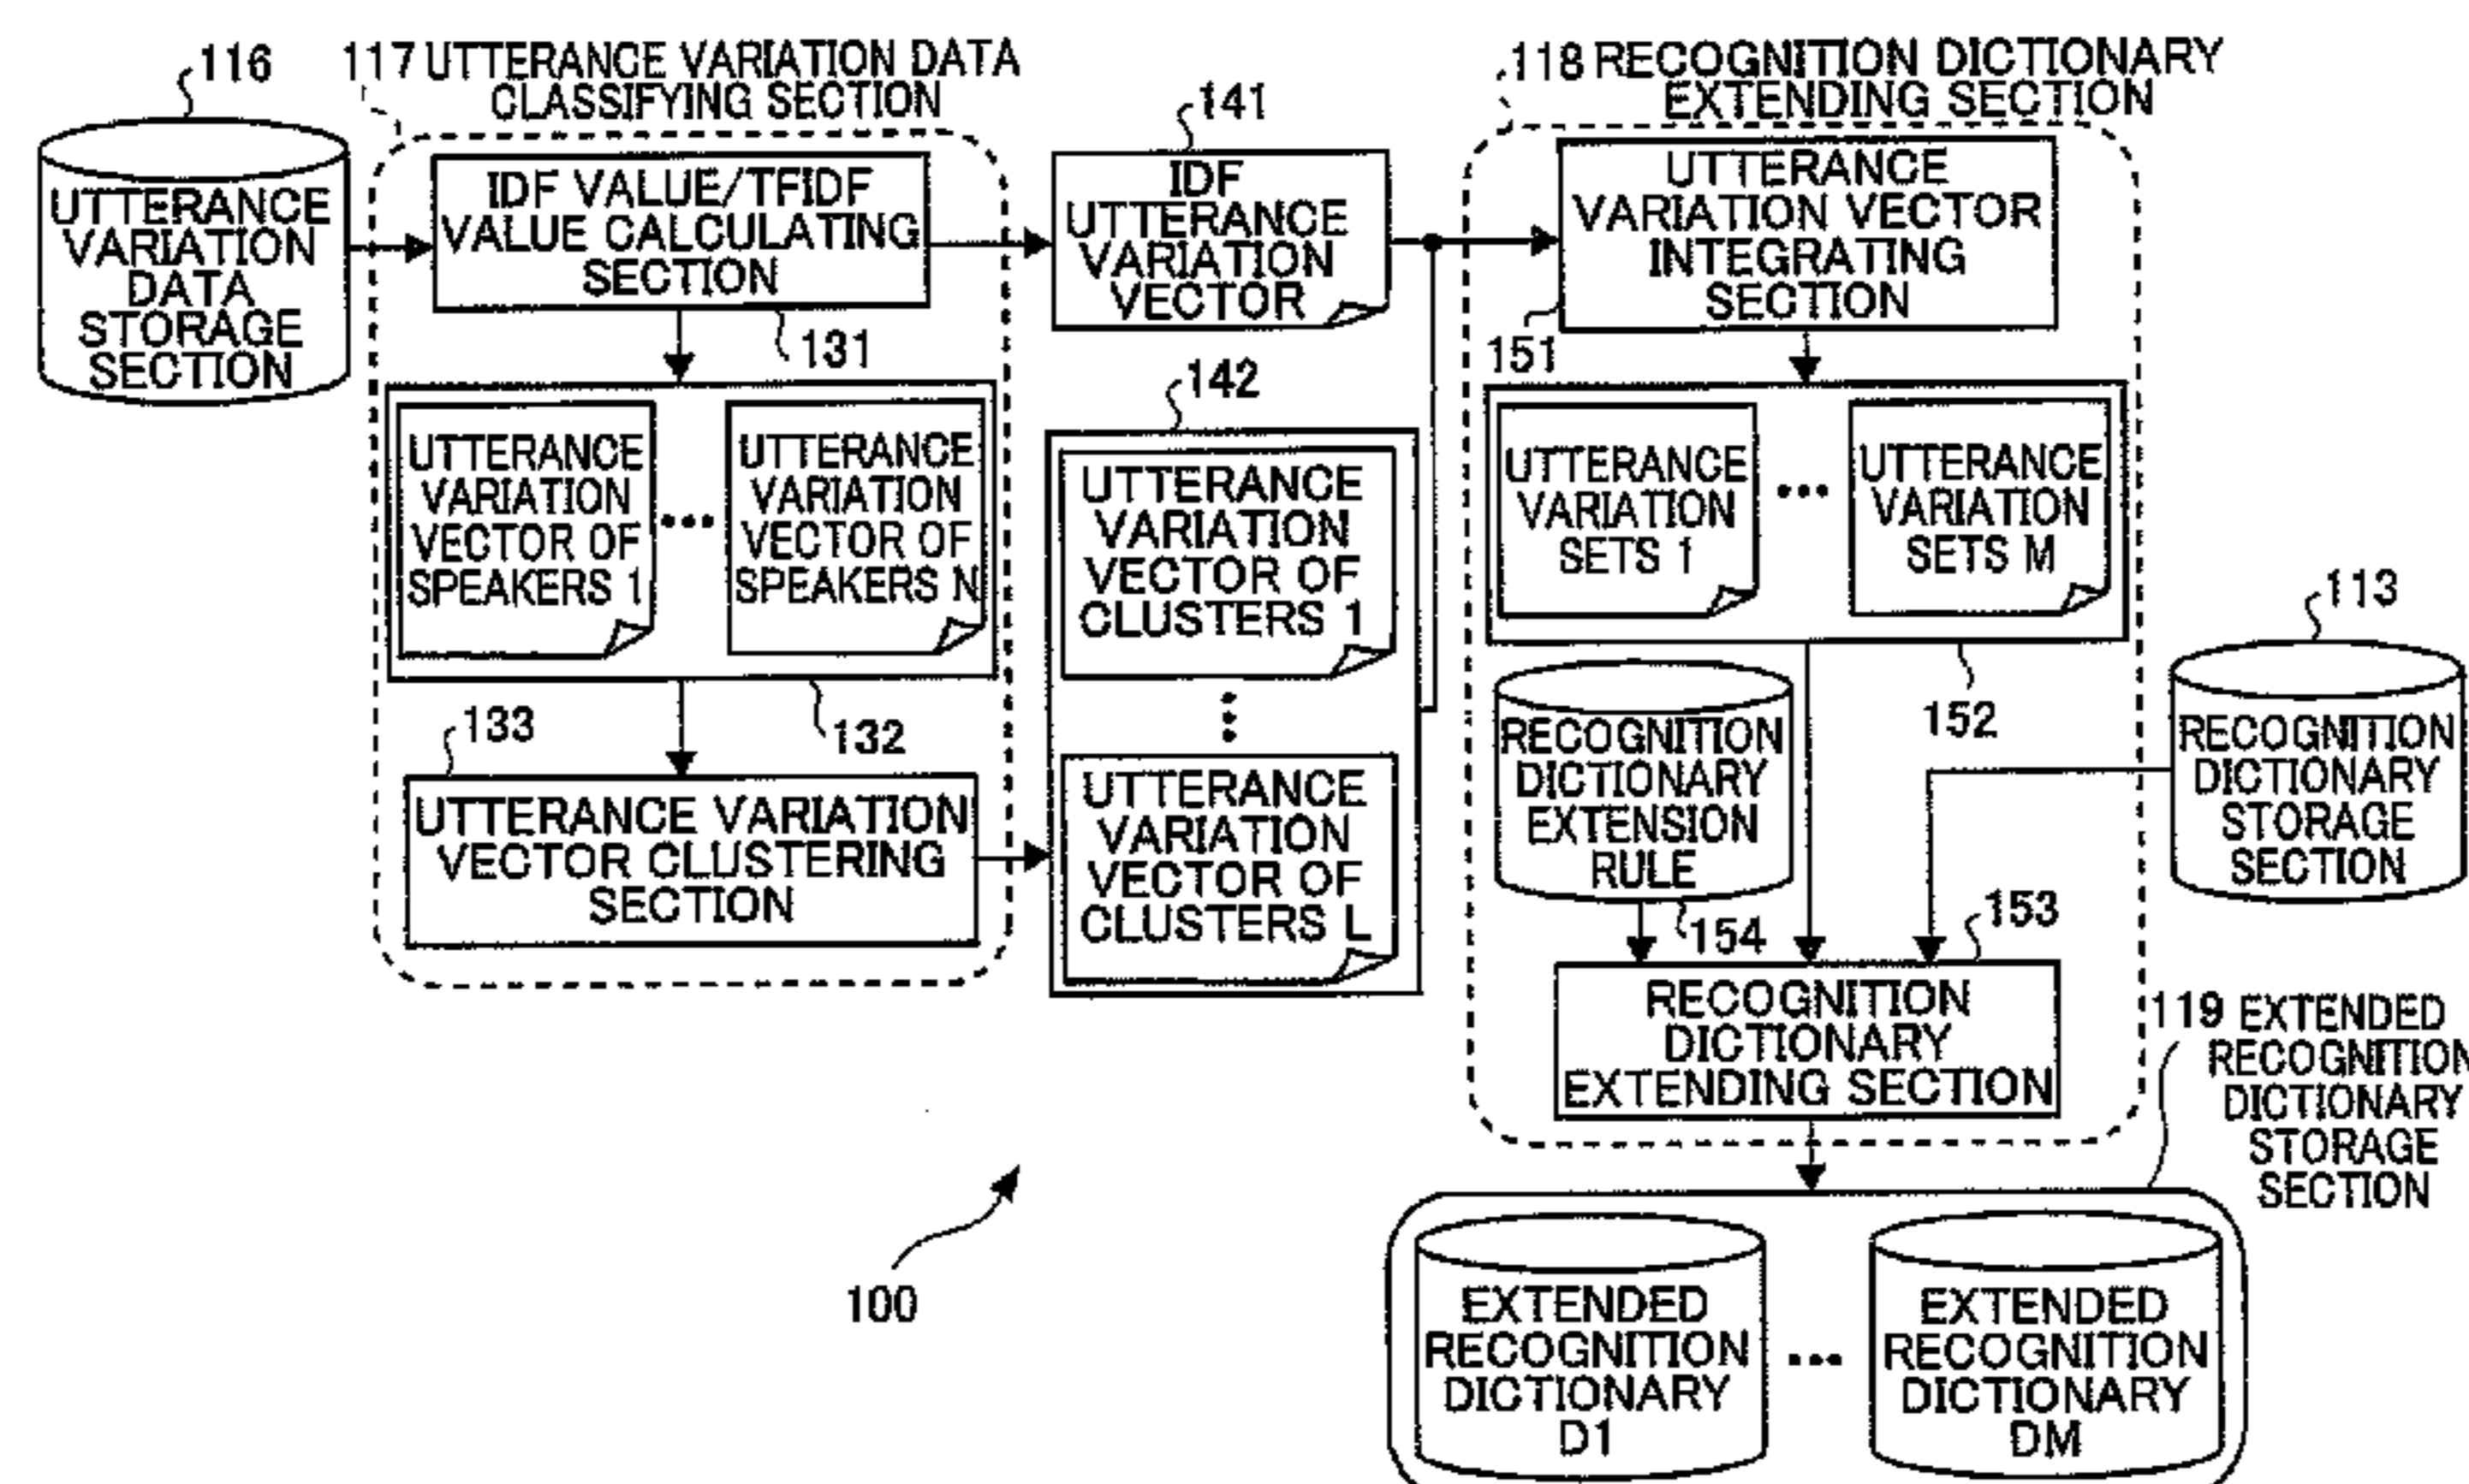 116
UTTERANCE
VARIATION
DATA
STORAGE
SECTION
117 UTTERANCE VARIATION DATA
CLASSIFYING SECTION
IDF VALUE/TFIDF
VALUE CALCULATING
SECTION
131
UTTERANCE
VARIATION
VECTOR OF
SPEAKERS 1
...
UTTERANCE
VARIATION
VECTOR OF
SPEAKERS N
132
133
UTTERANCE VARIATION
VECTOR CLUSTERING
SECTION
141
IDF
UTTERANCE
VARIATION
VECTOR
142
UTTERANCE
VARIATION
VECTOR OF
CLUSTERS 1
...
UTTERANCE
VARIATION
VECTOR OF
CLUSTERS L
118 RECOGNITION DICTIONARY
EXTENDING SECTION
UTTERANCE
VARIATION VECTOR
INTEGRATING
SECTION
151
UTTERANCE
VARIATION
SETS 1
...
UTTERANCE
VARIATION
SETS M
152
RECOGNITION
DICTIONARY
EXTENSION
RULE
154
113
RECOGNITION
DICTIONARY
STORAGE
SECTION
153
RECOGNITION
DICTIONARY
EXTENDING SECTION
119 EXTENDED
RECOGNITION
DICTIONARY
STORAGE
SECTION
EXTENDED
RECOGNITION
DICTIONARY
D1
...
EXTENDED
RECOGNITION
DICTIONARY
DM
100